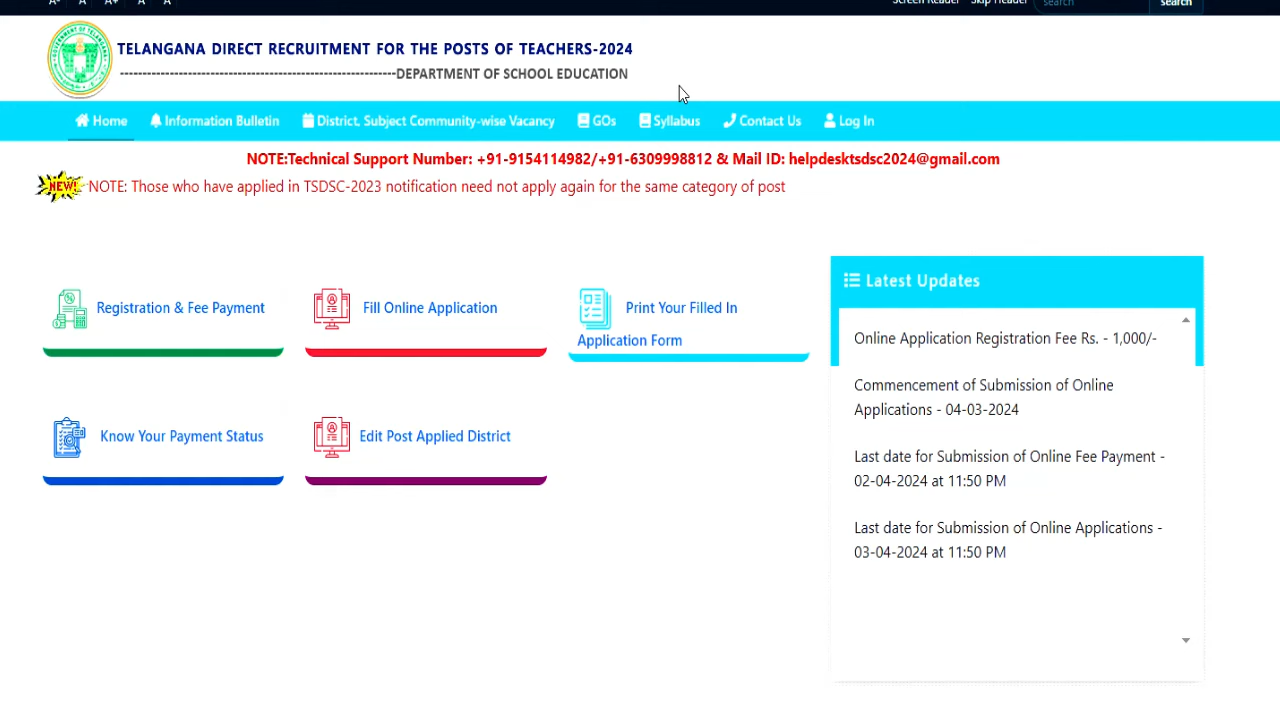 A- A A+ A A Screen Reader Skip Header search search
TELANGANA DIRECT RECRUITMENT FOR THE POSTS OF TEACHERS-2024
--------------------------------------------------------------DEPARTMENT OF SCHOOL EDUCATION
Home Information Bulletin District, Subject Community-wise Vacancy GOs Syllabus Contact Us Log In
NOTE:Technical Support Number: +91-9154114982/+91-6309998812 & Mail ID: helpdesktsdsc2024@gmail.com
NEW! NOTE: Those who have applied in TSDSC-2023 notification need not apply again for the same category of post
Registration & Fee Payment
Fill Online Application
Print Your Filled In
Application Form
Know Your Payment Status
Edit Post Applied District
Latest Updates
Online Application Registration Fee Rs. - 1,000/-
Commencement of Submission of Online
Applications - 04-03-2024
Last date for Submission of Online Fee Payment -
02-04-2024 at 11:50 PM
Last date for Submission of Online Applications -
03-04-2024 at 11:50 PM